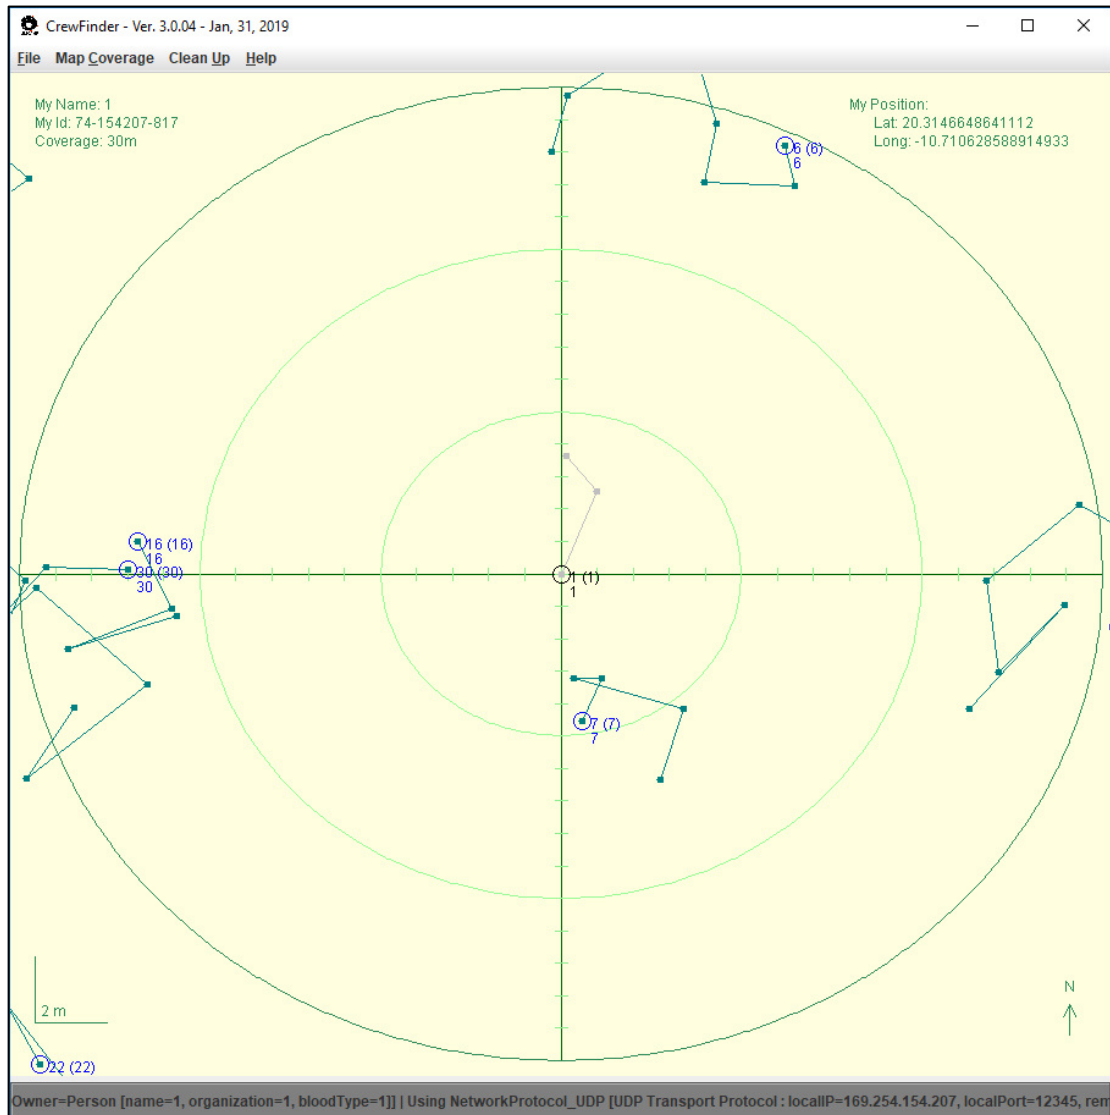 CrewFinder - Ver. 3.0.04 - Jan, 31, 2019
File Map Coverage Clean Up Help
My Name: 1
My Id: 74-154207-817
Coverage: 30m
My Position:
Lat: 20.3146648641112
Long: -10.710628588914933
6 (6)
6
16 (16)
16
30 (30)
30
1 (1)
1
7 (7)
7
N
2 m
22 (22)
Owner=Person [name=1, organization=1, bloodType=1]] | Using NetworkProtocol_UDP [UDP Transport Protocol : localIP=169.254.154.207, localPort=12345, rem